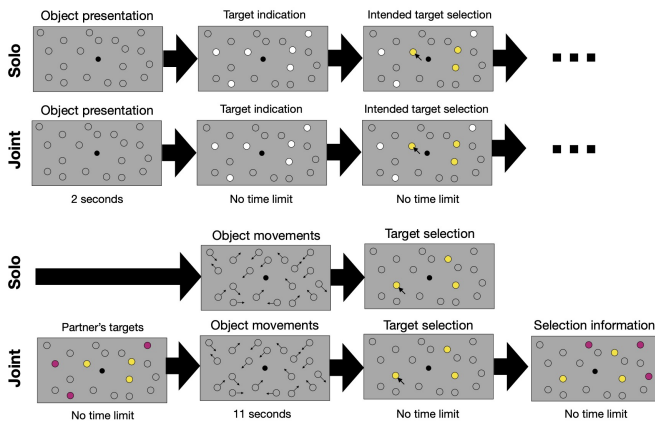 Object presentation
Target indication
Intended target selection
Solo
Object presentation
Target indication
Intended target selection
Joint
2 seconds
No time limit
No time limit
Object movements
Target selection
Solo
Partner's targets
Object movements
Target selection
Selection information
Joint
No time limit
11 seconds
No time limit
No time limit